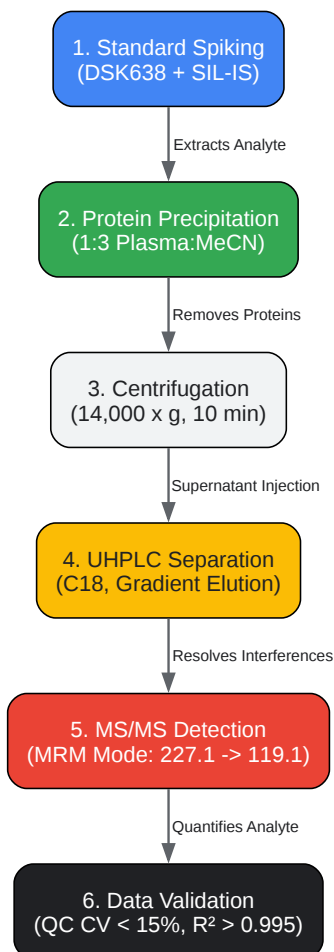 1. Standard Spiking
(DSK638 + SIL-IS)
Extracts Analyte
2. Protein Precipitation
(1:3 Plasma:MeCN)
Removes Proteins
3. Centrifugation
(14,000 x g, 10 min)
Supernatant Injection
4. UHPLC Separation
(C18, Gradient Elution)
Resolves Interferences
5. MS/MS Detection
(MRM Mode: 227.1 -> 119.1)
Quantifies Analyte
6. Data Validation
(QC CV < 15%, R² > 0.995)